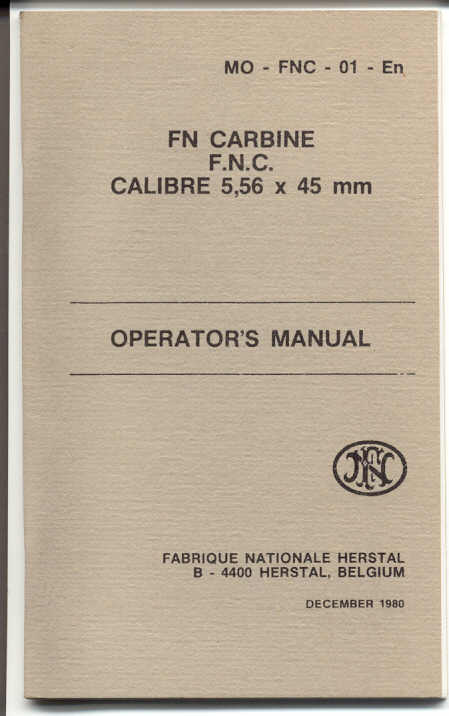 MO - FNC - 01 - En
FN CARBINE
F.N.C.
CALIBRE 5,56 x 45 mm
OPERATOR'S MANUAL
FN
FABRIQUE NATIONALE HERSTAL
B - 4400 HERSTAL, BELGIUM
DECEMBER 1980